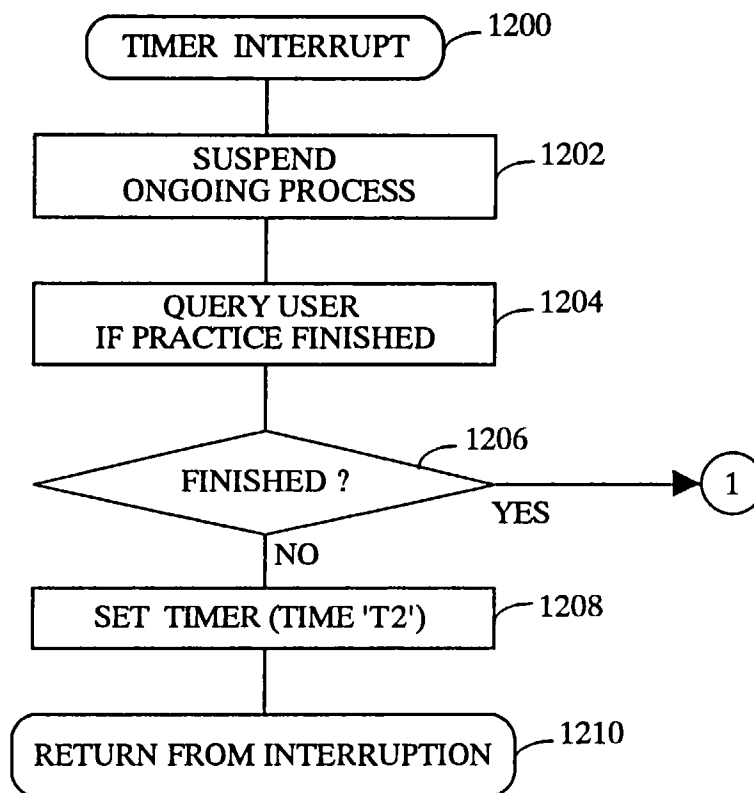 TIMER INTERRUPT
1200
SUSPEND
ONGOING PROCESS
1202
QUERY USER
IF PRACTICE FINISHED
1204
FINISHED ?
1206
YES
1
NO
SET TIMER (TIME 'T2')
1208
RETURN FROM INTERRUPTION
1210